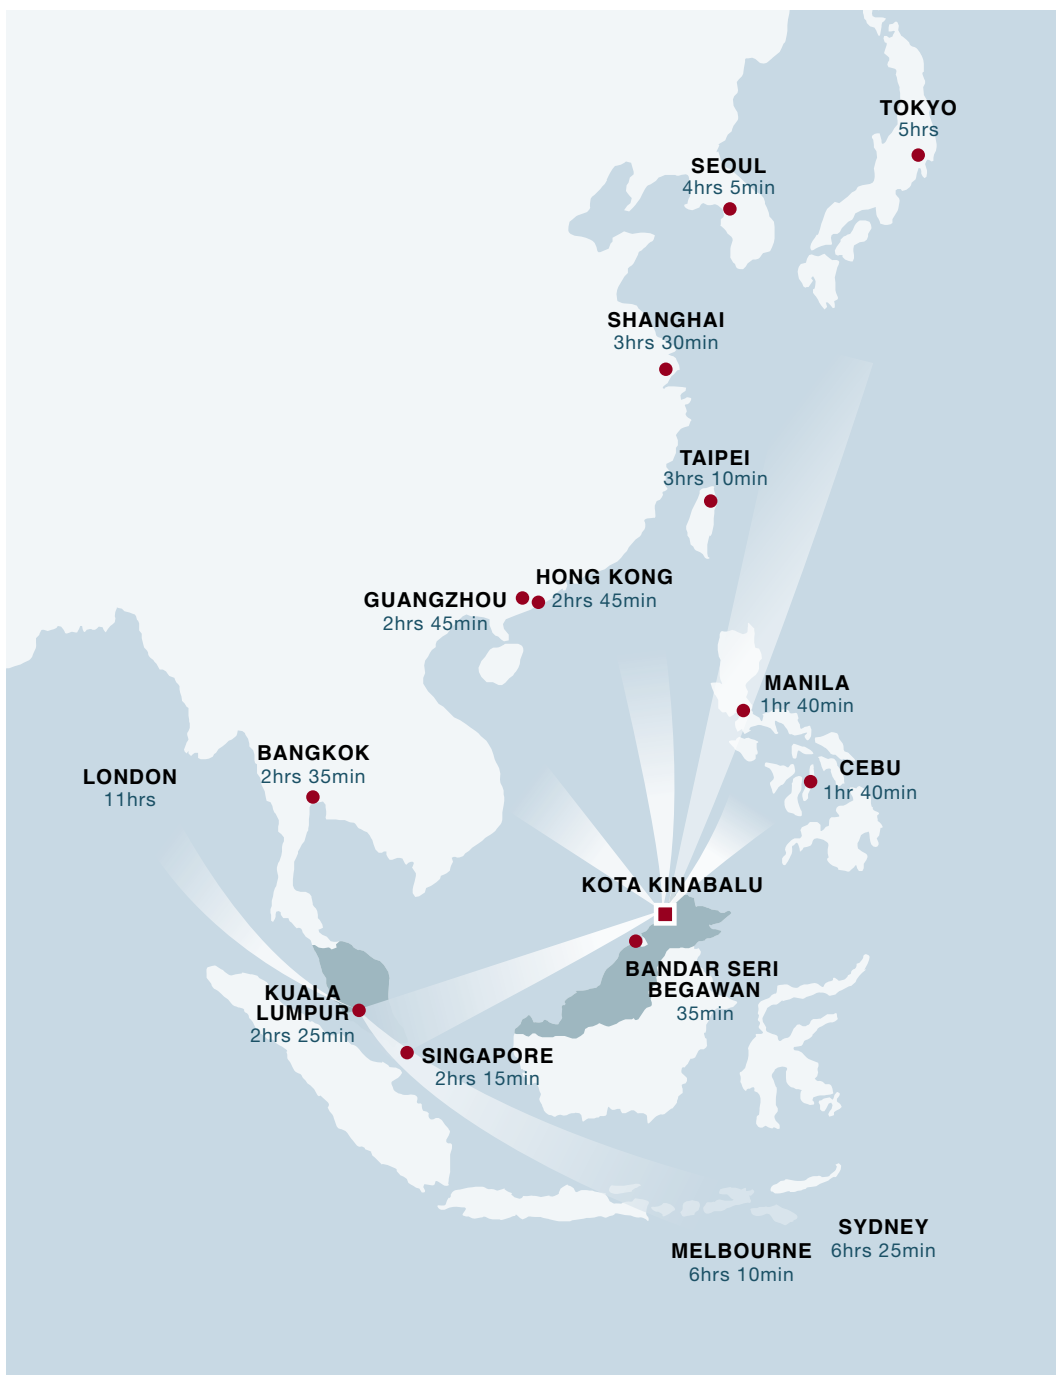 TOKYO
5hrs
SEOUL
4hrs 5min
SHANGHAI
3hrs 30min
TAIPEI
3hrs 10min
HONG KONG
2hrs 45min
GUANGZHOU
2hrs 45min
MANILA
1hr 40min
BANGKOK
2hrs 35min
CEBU
1hr 40min
LONDON
11hrs
KOTA KINABALU
BANDAR SERI
BEGAWAN
35min
KUALA
LUMPUR
2hrs 25min
SINGAPORE
2hrs 15min
SYDNEY
6hrs 25min
MELBOURNE
6hrs 10min